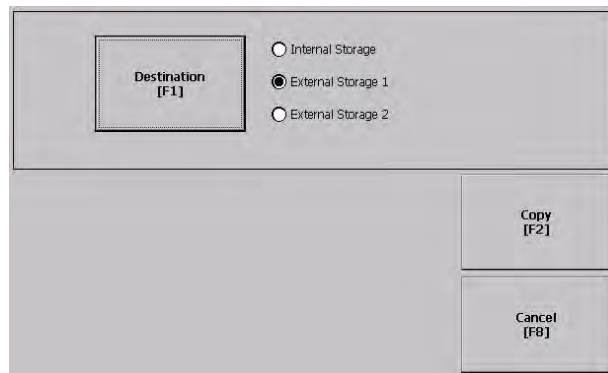 Destination
[F1]
Internal Storage
External Storage 1
External Storage 2
Copy
[F2]
Cancel
[F8]